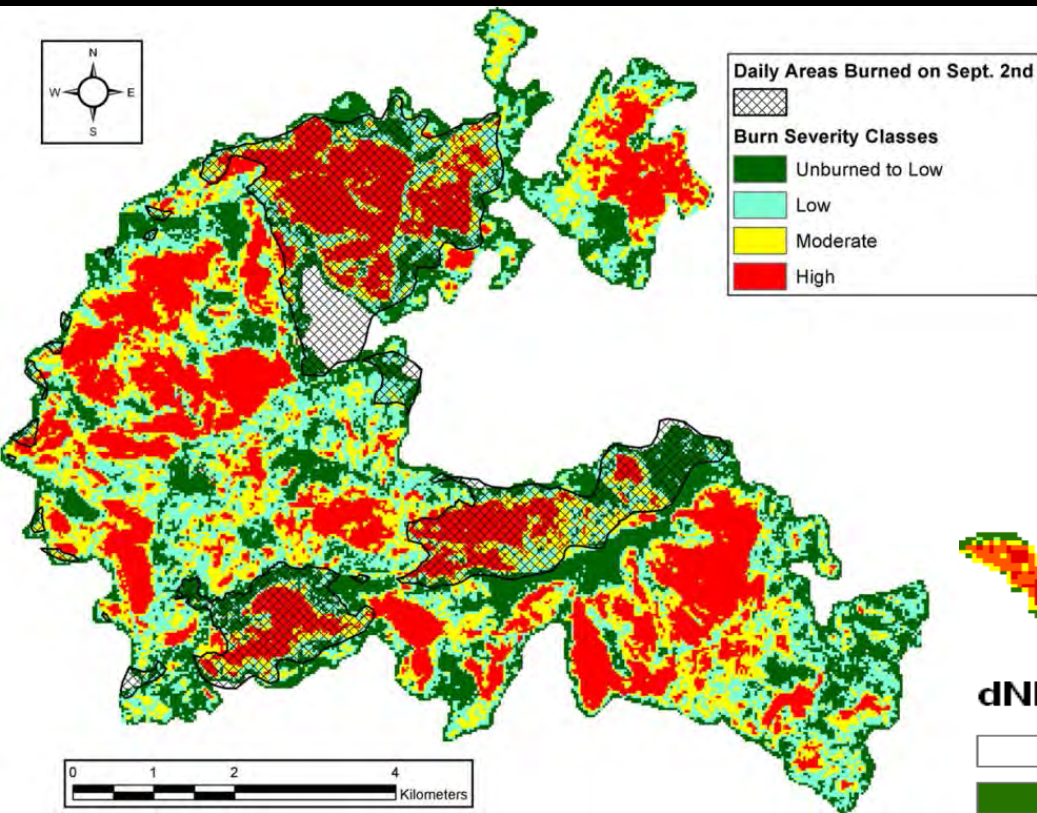 N
W E
S
Daily Areas Burned on Sept. 2nd
Burn Severity Classes
Unburned to Low
Low
Moderate
High
0 1 2 4
Kilometers